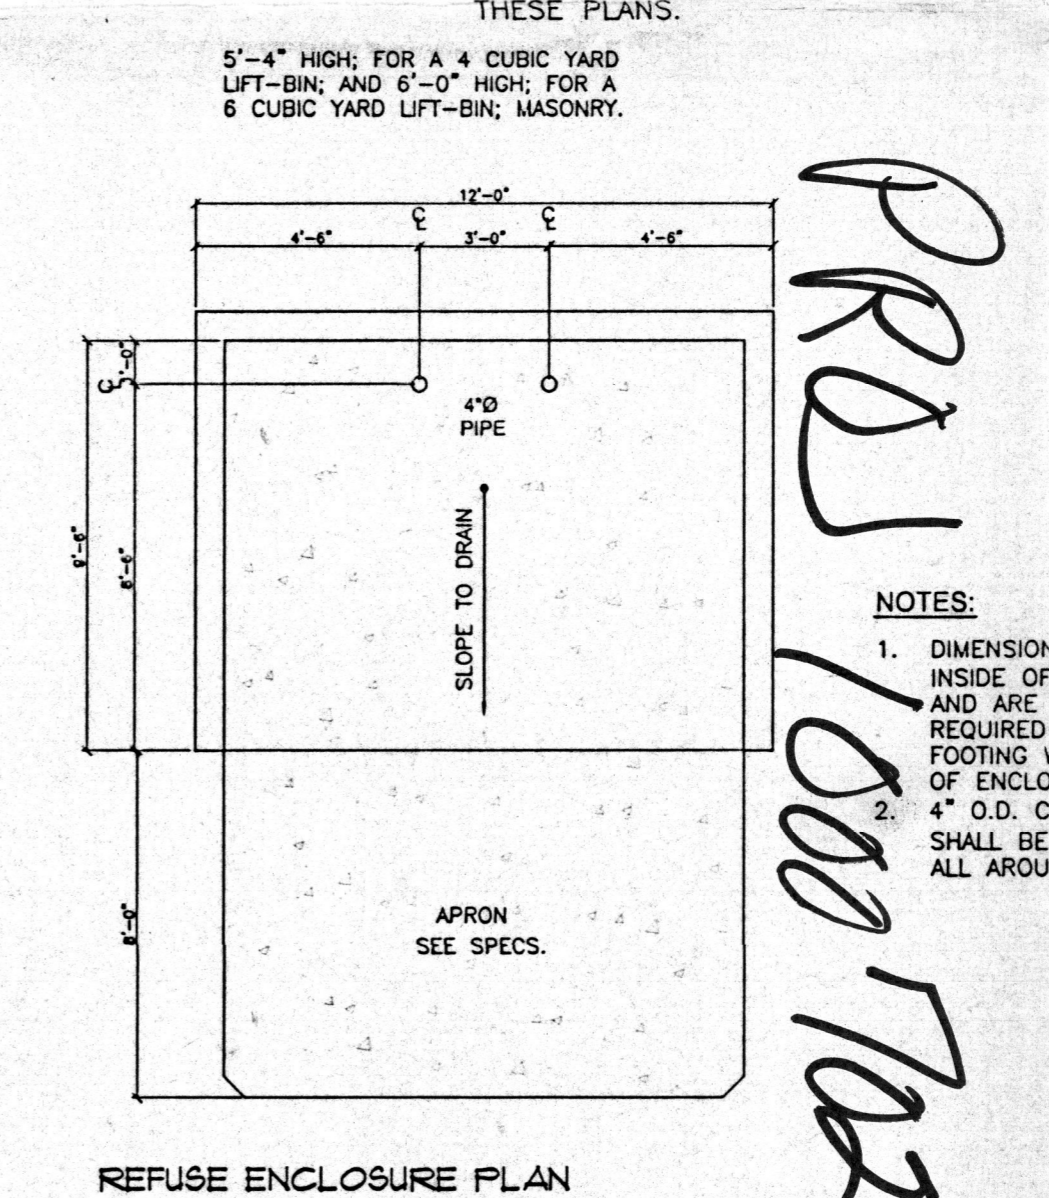 THESE PLANS.
5'-4" HIGH; FOR A 4 CUBIC YARD
LIFT-BIN; AND 6'-0" HIGH; FOR A
6 CUBIC YARD LIFT-BIN; MASONRY.
12'-0"
℄ ℄
4'-6" 3'-0" 4'-6"
℄
4"Ø
PIPE
SLOPE TO DRAIN
8'-0"
APRON
SEE SPECS.
REFUSE ENCLOSURE PLAN
NOTES:
1. DIMENSION
INSIDE OF
AND ARE
REQUIRED
FOOTING
OF ENCLO
2. 4" O.D. C
SHALL BE
ALL AROU